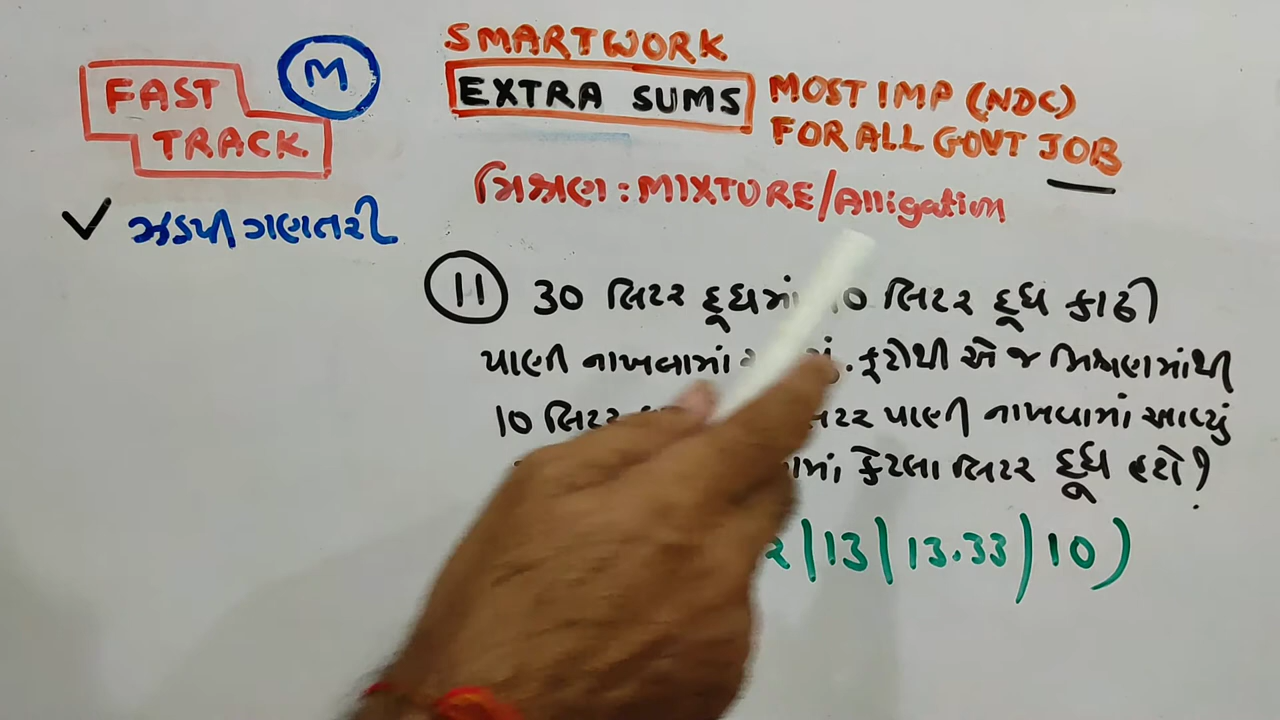 FAST
TRACK
M
ઝડપી ગણતરી
SMARTWORK
EXTRA SUMS
MOST IMP (NDC)
FOR ALL GOVT JOB
મિશ્રણ : MIXTURE/Alligation
11 30 લિટર દૂધમાં લિટર દૂધ કાઢી
પાણી નાખવામાં . ફરીથી એ જ મિશ્રણમાંથી
10 લિટર પાણી નાખવામાં આવ્યું
કેટલા લિટર દૂધ હશે?
|13|13.33|10)